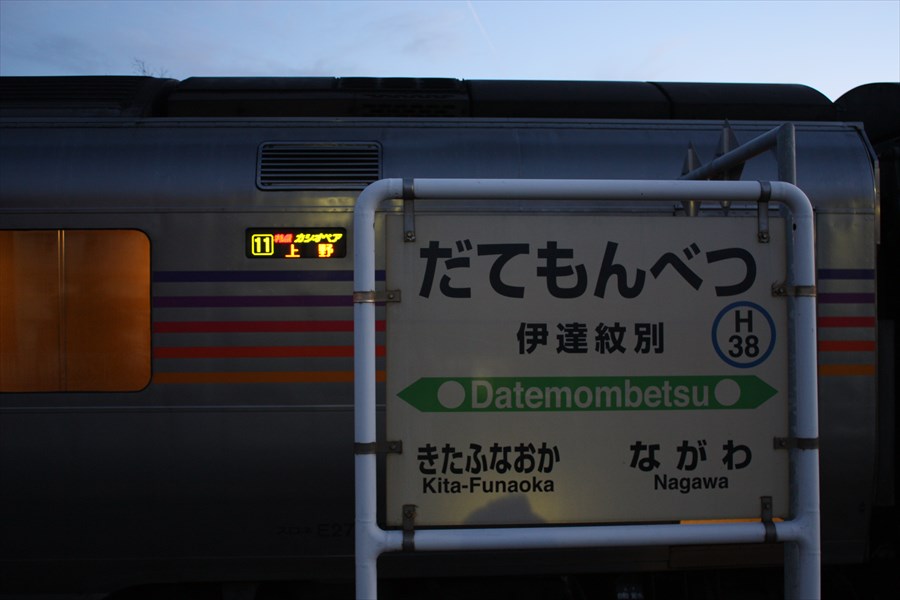 11 特急 カシオペア
上野
だてもんべつ
伊達紋別
H
38
Datemombetsu
きたふなおか
Kita-Funaoka
ながわ
Nagawa